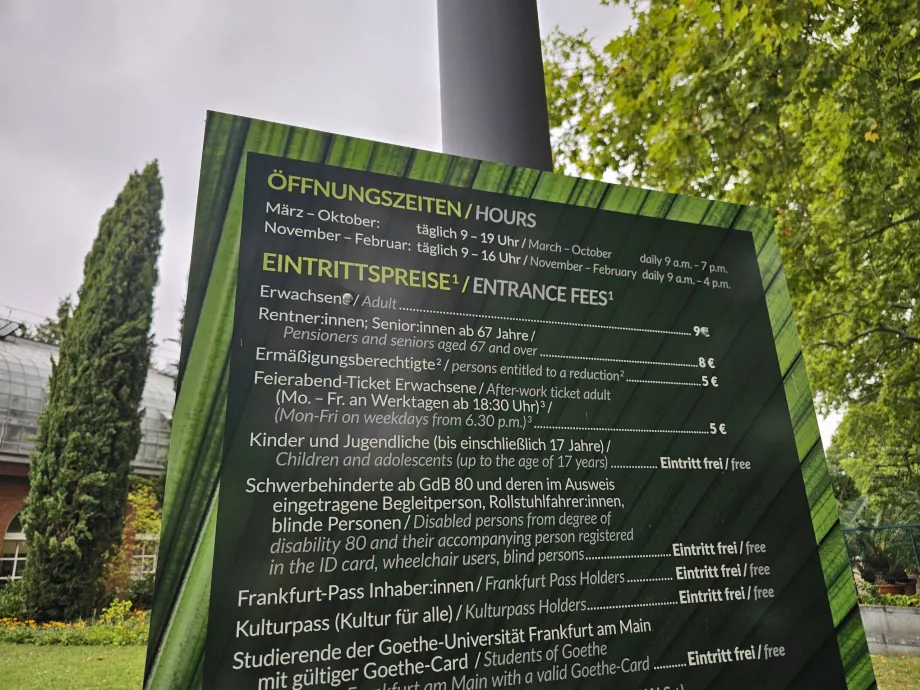 ÖFFNUNGSZEITEN / HOURS
März – Oktober: täglich 9 – 19 Uhr / March – October daily 9 a.m. – 7 p.m.
November – Februar: täglich 9 – 16 Uhr / November – February daily 9 a.m. – 4 p.m.
EINTRITTSPREISE¹ / ENTRANCE FEES¹
Erwachsene / Adult 9€
Rentner:innen; Senior:innen ab 67 Jahre /
Pensioners and seniors aged 67 and over 8€
Ermäßigungsberechtigte² / persons entitled to a reduction² 5€
Feierabend-Ticket Erwachsene / After-work ticket adult
(Mo. – Fr. an Werktagen ab 18:30 Uhr)³ /
(Mon-Fri on weekdays from 6.30 p.m.)³ 5€
Kinder und Jugendliche (bis einschließlich 17 Jahre) /
Children and adolescents (up to the age of 17 years) Eintritt frei / free
Schwerbehinderte ab GdB 80 und deren im Ausweis
eingetragene Begleitperson, Rollstuhlfahrer:innen,
blinde Personen / Disabled persons from degree of
disability 80 and their accompanying person registered
in the ID card, wheelchair users, blind persons Eintritt frei / free
Frankfurt-Pass Inhaber:innen / Frankfurt Pass Holders Eintritt frei / free
Kulturpass (Kultur für alle) / Kulturpass Holders Eintritt frei / free
Studierende der Goethe-Universität Frankfurt am Main
mit gültiger Goethe-Card / Students of Goethe
Frankfurt am Main with a valid Goethe-Card Eintritt frei / free